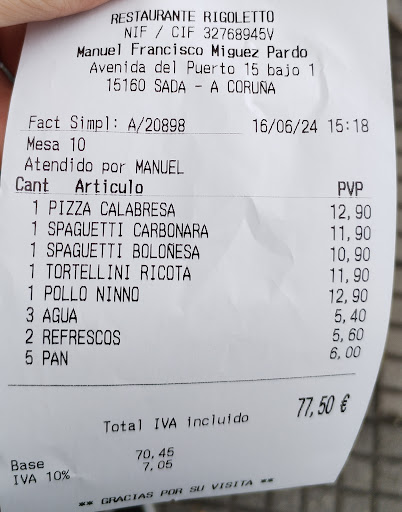 RESTAURANTE RIGOLETTO
NIF / CIF 32768945V
Manuel Francisco Miguez Pardo
Avenida del Puerto 15 bajo 1
15160 SADA - A CORUÑA
Fact Simpl: A/20898 16/06/24 15:18
Mesa 10
Atendido por MANUEL
Cant Articulo PVP
1 PIZZA CALABRESA 12,90
1 SPAGUETTI CARBONARA 11,90
1 SPAGUETTI BOLOÑESA 10,90
1 TORTELLINI RICOTA 11,90
1 POLLO NINNO 12,90
3 AGUA 5,40
2 REFRESCOS 5,60
5 PAN 6,00
Total IVA incluido 77,50 €
Base 70,45
IVA 10% 7,05
** GRACIAS POR SU VISITA **